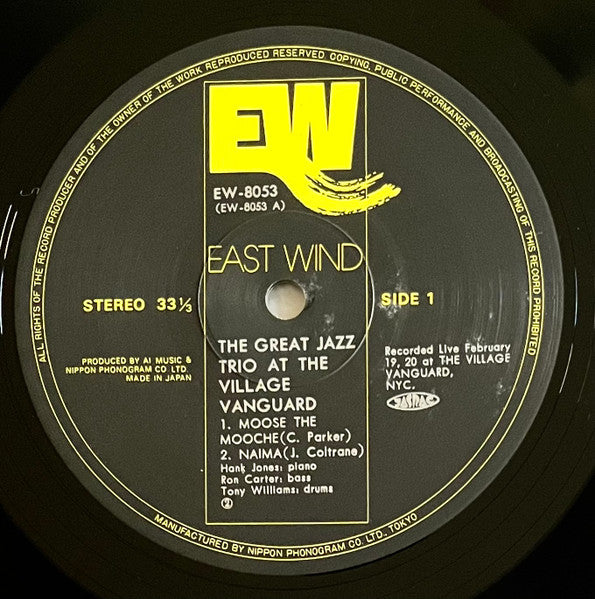 ALL RIGHTS OF THE RECORD PRODUCER AND OF THE OWNER OF THE WORK REPRODUCED RESERVED. COPYING, PUBLIC PERFORMANCE AND BROADCASTING OF THIS RECORD PROHIBITED
EW
EW-8053
(EW-8053 A)
EAST WIND
STEREO 33⅓
SIDE 1
PRODUCED BY AI MUSIC &
NIPPON PHONOGRAM CO. LTD.
MADE IN JAPAN
THE GREAT JAZZ
TRIO AT THE
VILLAGE
VANGUARD
1. MOOSE THE
MOOCHE(C. Parker)
2. NAIMA(J. Coltrane)
Hank Jones: piano
Ron Carter: bass
Tony Williams: drums
Recorded Live February
19, 20 at THE VILLAGE
VANGUARD,
NYC.
JASRAC
MANUFACTURED BY NIPPON PHONOGRAM CO. LTD., TOKYO